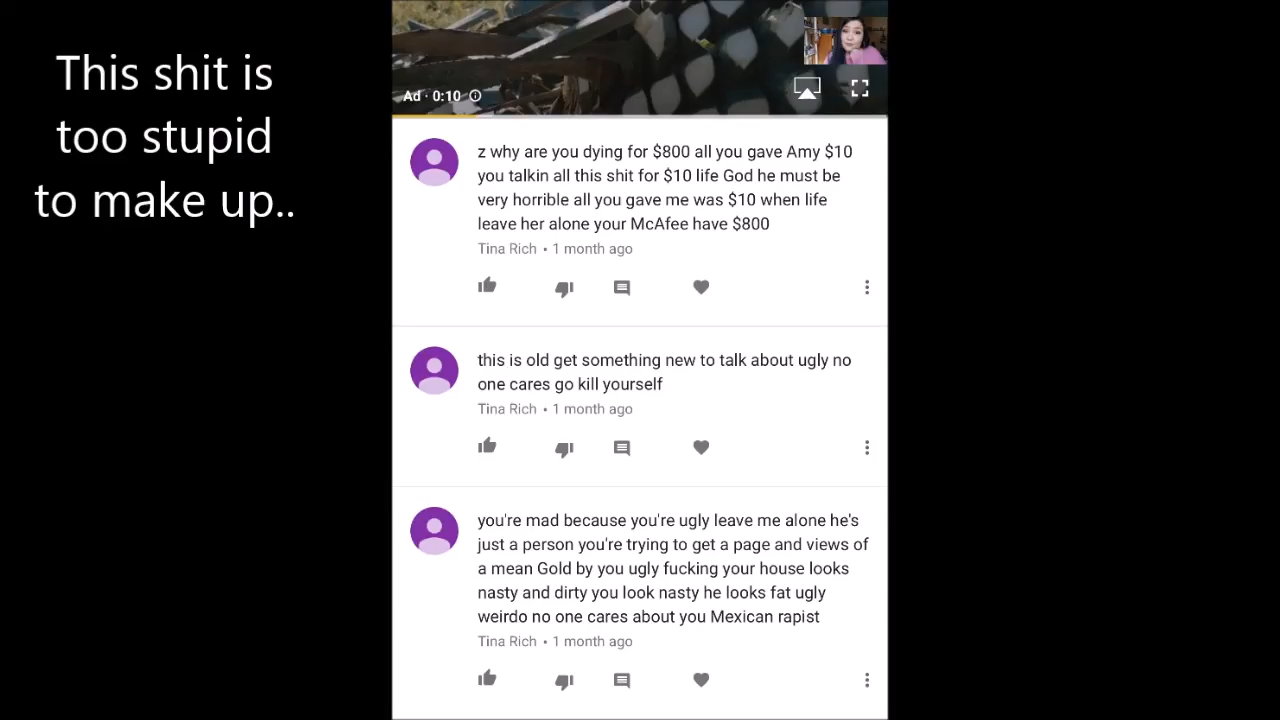 This shit is
too stupid
to make up..
Ad · 0:10
z why are you dying for $800 all you gave Amy $10
you talkin all this shit for $10 life God he must be
very horrible all you gave me was $10 when life
leave her alone your McAfee have $800
Tina Rich • 1 month ago
this is old get something new to talk about ugly no
one cares go kill yourself
Tina Rich • 1 month ago
you're mad because you're ugly leave me alone he's
just a person you're trying to get a page and views of
a mean Gold by you ugly fucking your house looks
nasty and dirty you look nasty he looks fat ugly
weirdo no one cares about you Mexican rapist
Tina Rich • 1 month ago